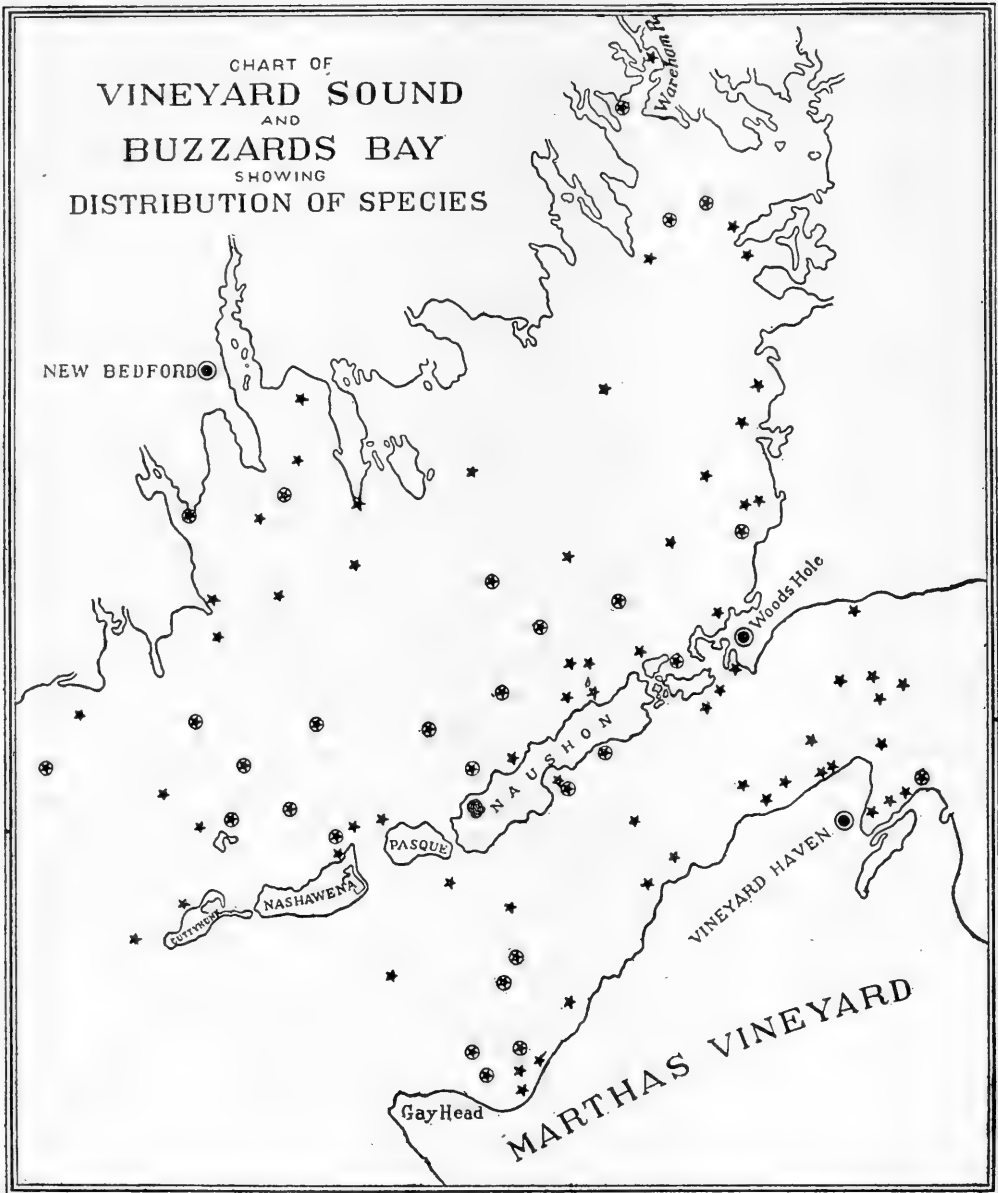 CHART OF
VINEYARD SOUND
AND
BUZZARDS BAY
SHOWING
DISTRIBUTION OF SPECIES
Wareham
NEW BEDFORD
Woods Hole
NAUSHON
PASQUE
NASHAWENA
CUTTYHUNK
VINEYARD HAVEN
MARTHAS VINEYARD
Gay Head